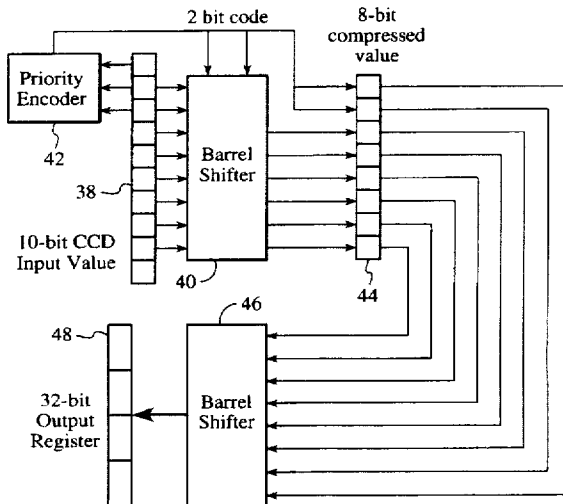 2 bit code
8-bit
compressed
value
Priority
Encoder
42
38
Barrel
Shifter
10-bit CCD
Input Value
40
44
46
48
32-bit
Output
Register
Barrel
Shifter